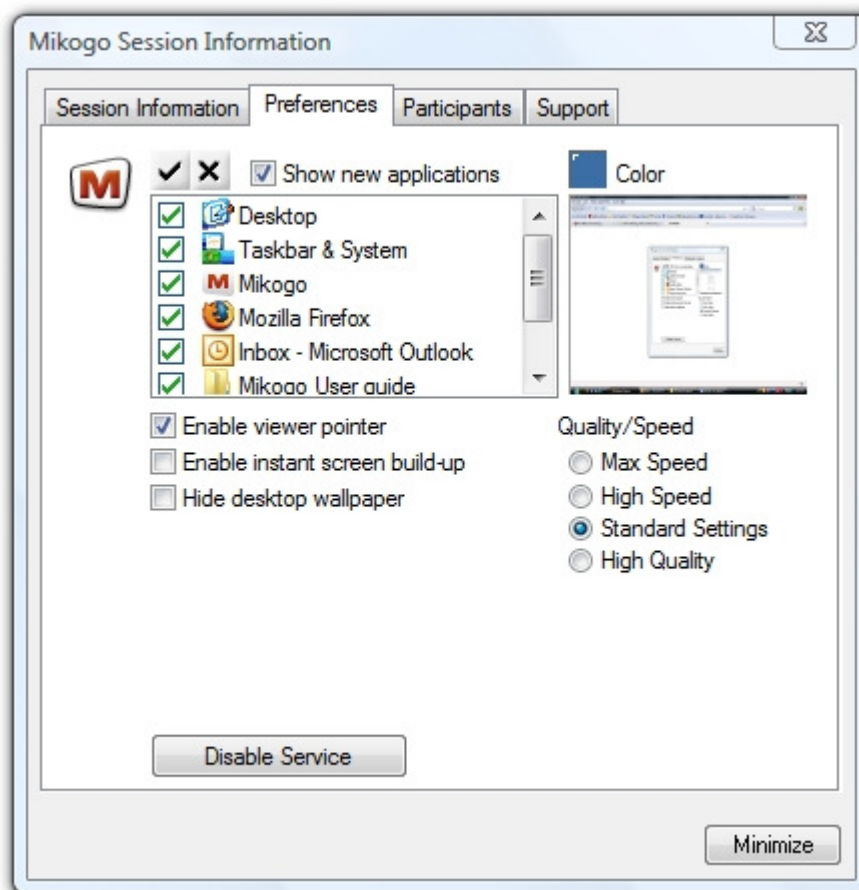 Mikogo Session Information
Session Information Preferences Participants Support
M
Show new applications
Color
Desktop
Taskbar & System
M Mikogo
Mozilla Firefox
Inbox - Microsoft Outlook
Mikogo User guide
Enable viewer pointer
Enable instant screen build-up
Hide desktop wallpaper
Quality/Speed
Max Speed
High Speed
Standard Settings
High Quality
Disable Service
Minimize